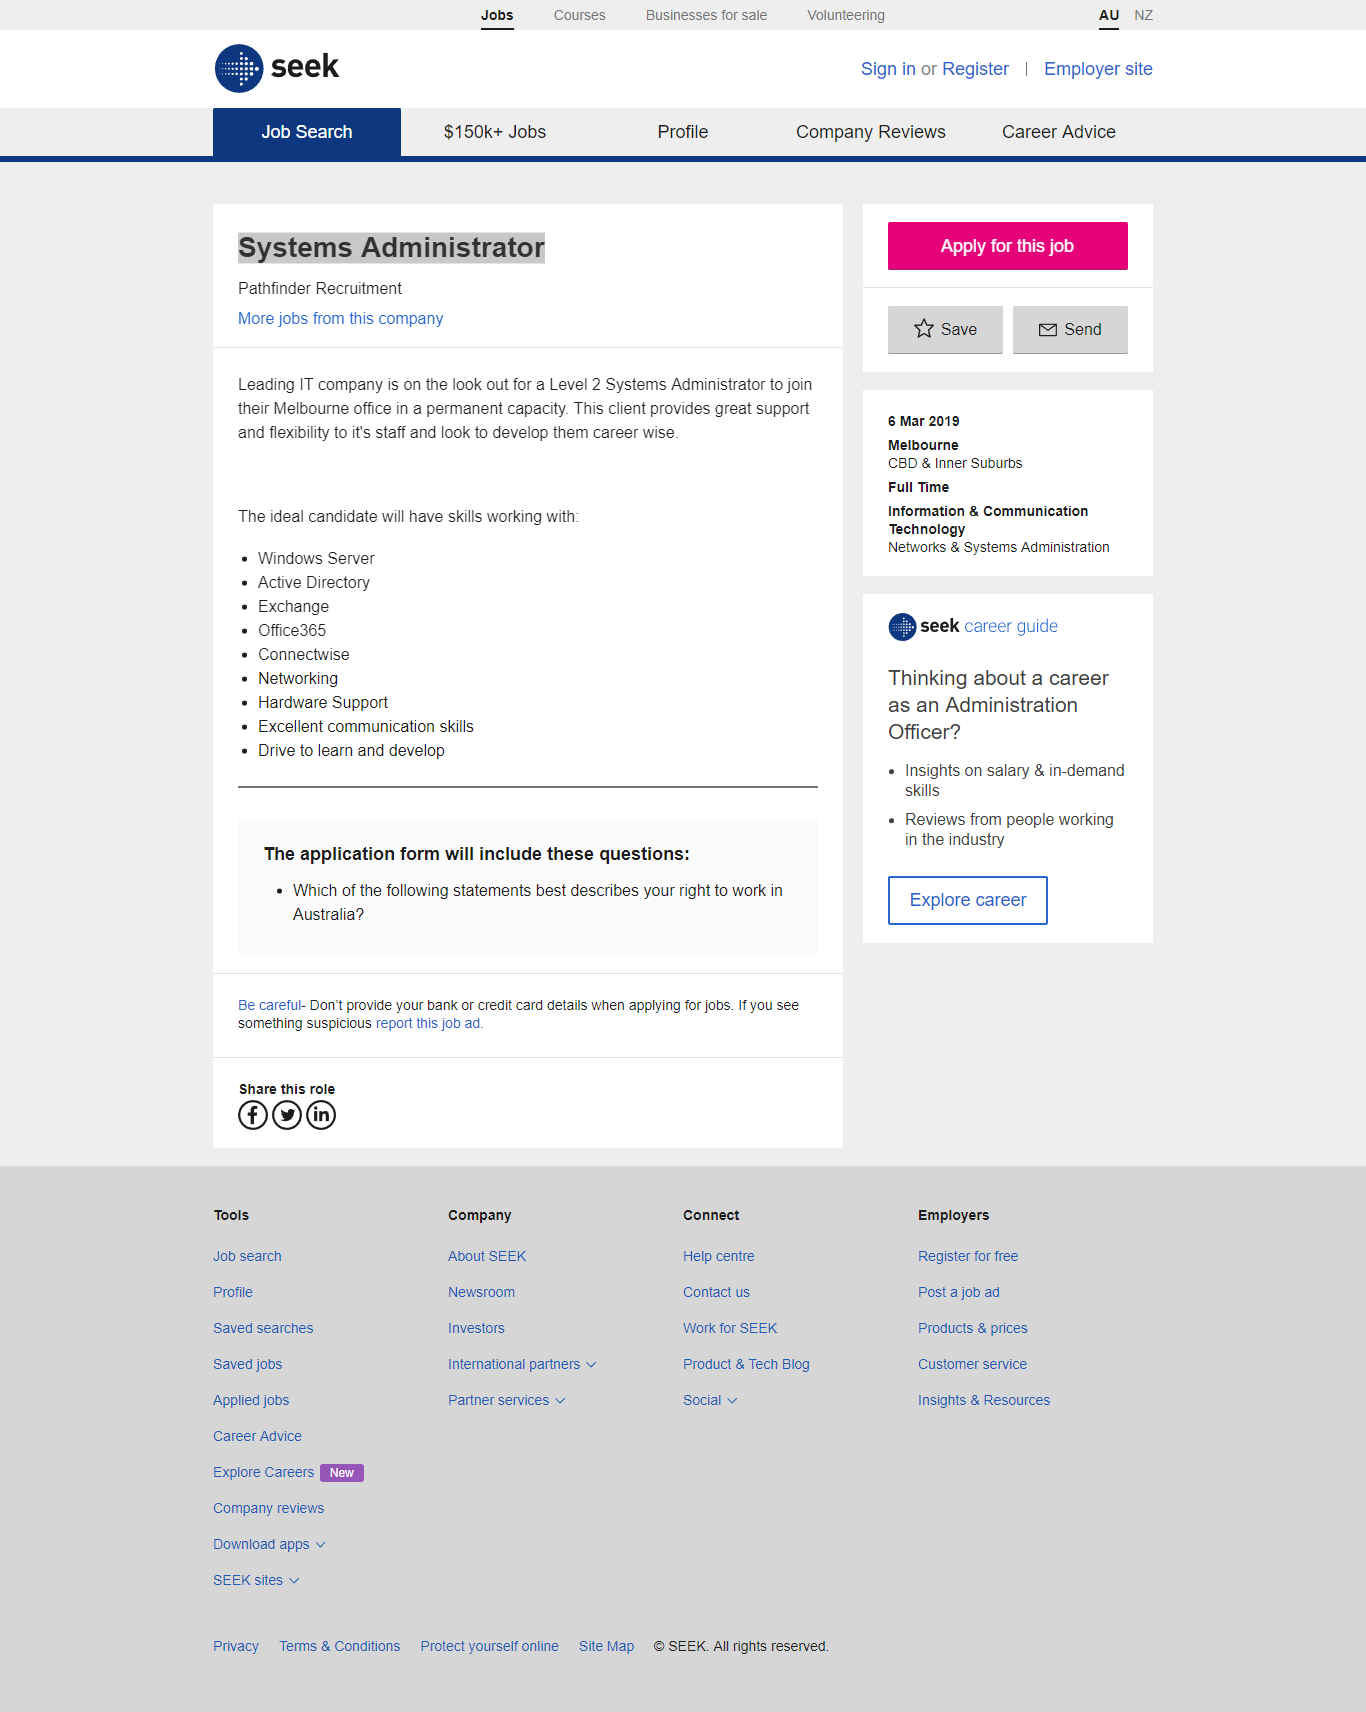 Jobs Courses Businesses for sale Volunteering AU NZ
seek
Sign in or Register | Employer site
Job Search $150k+ Jobs Profile Company Reviews Career Advice
Systems Administrator
Pathfinder Recruitment
More jobs from this company
Leading IT company is on the look out for a Level 2 Systems Administrator to join
their Melbourne office in a permanent capacity. This client provides great support
and flexibility to it's staff and look to develop them career wise.
The ideal candidate will have skills working with:
• Windows Server
• Active Directory
• Exchange
• Office365
• Connectwise
• Networking
• Hardware Support
• Excellent communication skills
• Drive to learn and develop
The application form will include these questions:
• Which of the following statements best describes your right to work in
Australia?
Be careful- Don't provide your bank or credit card details when applying for jobs. If you see
something suspicious report this job ad.
Share this role
Apply for this job
Save Send
6 Mar 2019
Melbourne
CBD & Inner Suburbs
Full Time
Information & Communication
Technology
Networks & Systems Administration
seek career guide
Thinking about a career
as an Administration
Officer?
• Insights on salary & in-demand
skills
• Reviews from people working
in the industry
Explore career
Tools
Job search
Profile
Saved searches
Saved jobs
Applied jobs
Career Advice
Explore Careers New
Company reviews
Download apps
SEEK sites
Company
About SEEK
Newsroom
Investors
International partners
Partner services
Connect
Help centre
Contact us
Work for SEEK
Product & Tech Blog
Social
Employers
Register for free
Post a job ad
Products & prices
Customer service
Insights & Resources
Privacy Terms & Conditions Protect yourself online Site Map © SEEK. All rights reserved.